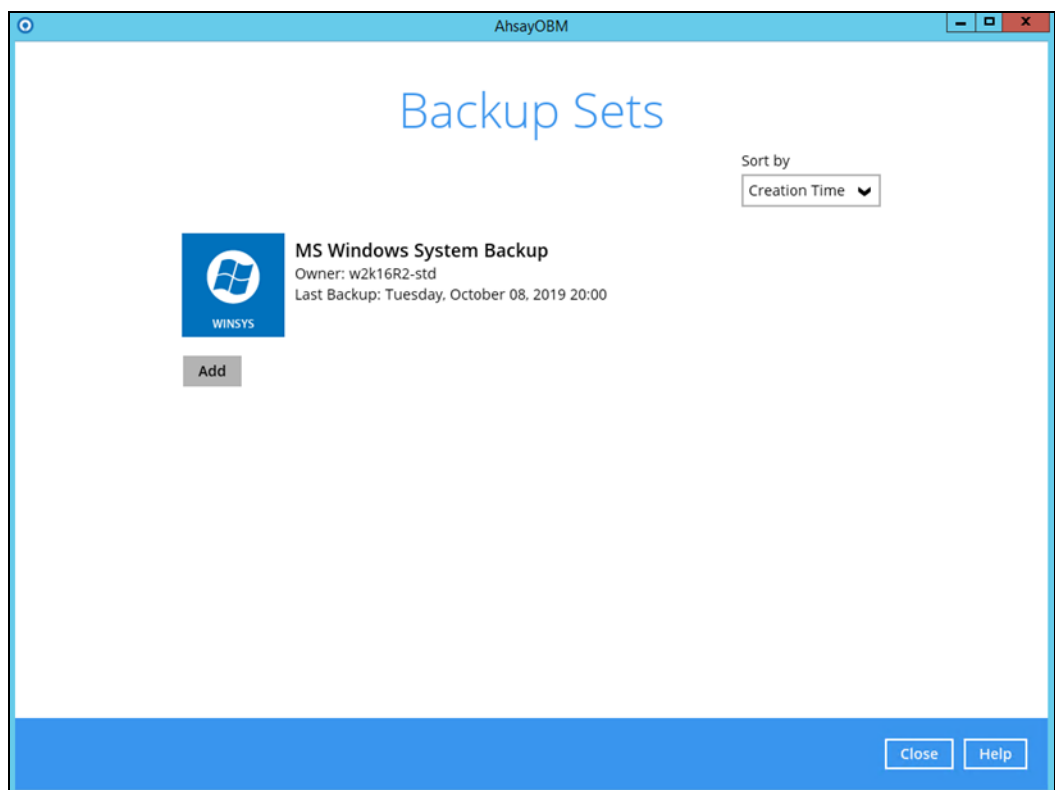 AhsayOBM
Backup Sets
Sort by
Creation Time
MS Windows System Backup
Owner: w2k16R2-std
Last Backup: Tuesday, October 08, 2019 20:00
WINSYS
Add
Close Help